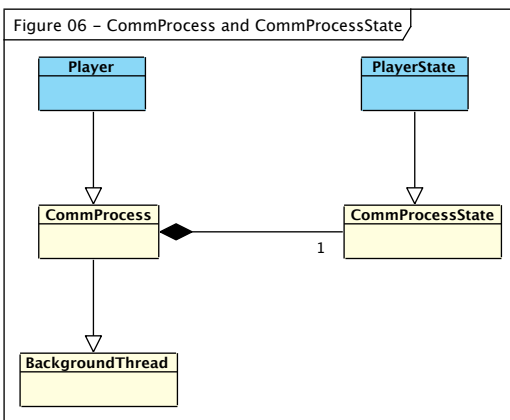 Figure 06 – CommProcess and CommProcessState
Player
PlayerState
CommProcess
CommProcessState
1
BackgroundThread